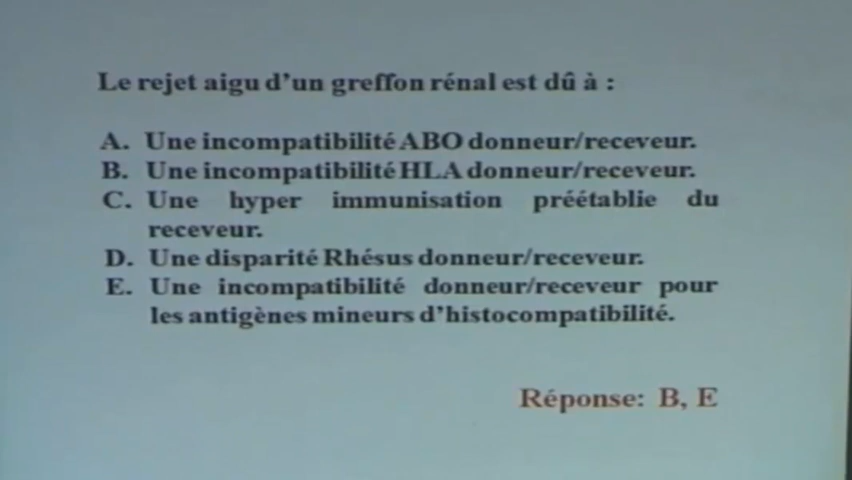 Le rejet aigu d'un greffon rénal est dû à :
A. Une incompatibilité ABO donneur/receveur.
B. Une incompatibilité HLA donneur/receveur.
C. Une hyper immunisation préétablie du
receveur.
D. Une disparité Rhésus donneur/receveur.
E. Une incompatibilité donneur/receveur pour
les antigènes mineurs d'histocompatibilité.
Réponse: B, E